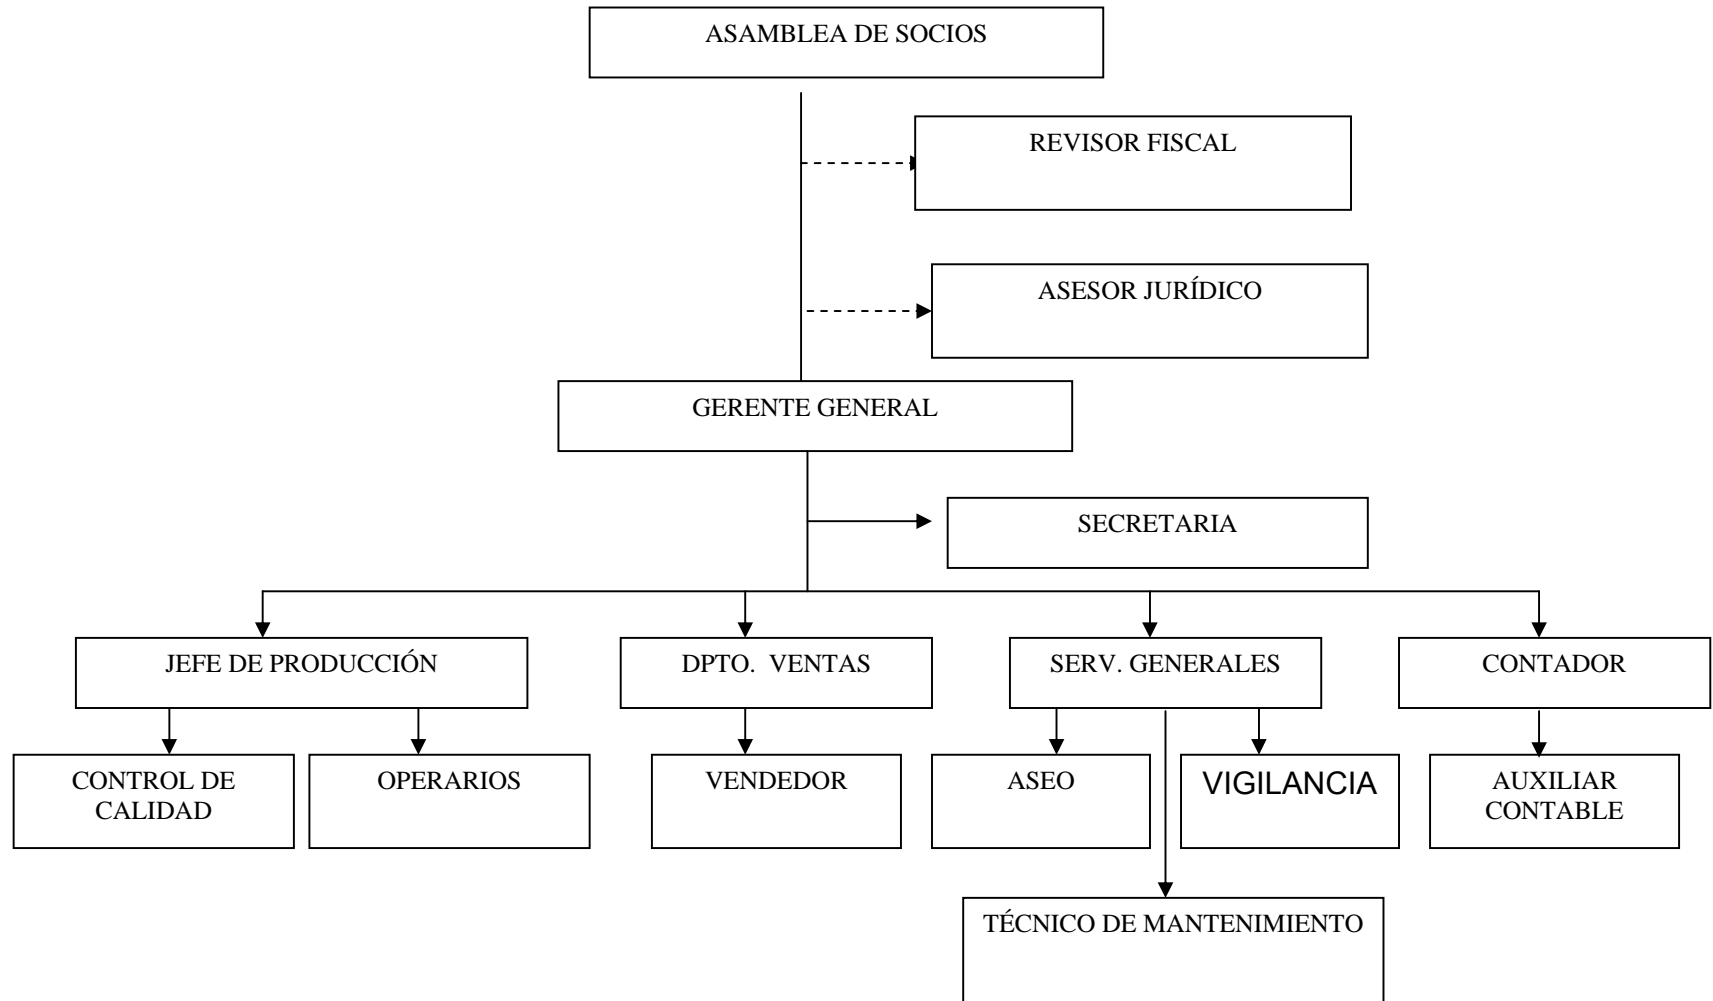 ASAMBLEA DE SOCIOS
REVISOR FISCAL
ASESOR JURÍDICO
GERENTE GENERAL
SECRETARIA
JEFE DE PRODUCCIÓN
DPTO. VENTAS
SERV. GENERALES
CONTADOR
CONTROL DE
CALIDAD
OPERARIOS
VENDEDOR
ASEO
VIGILANCIA
AUXILIAR
CONTABLE
TÉCNICO DE MANTENIMIENTO